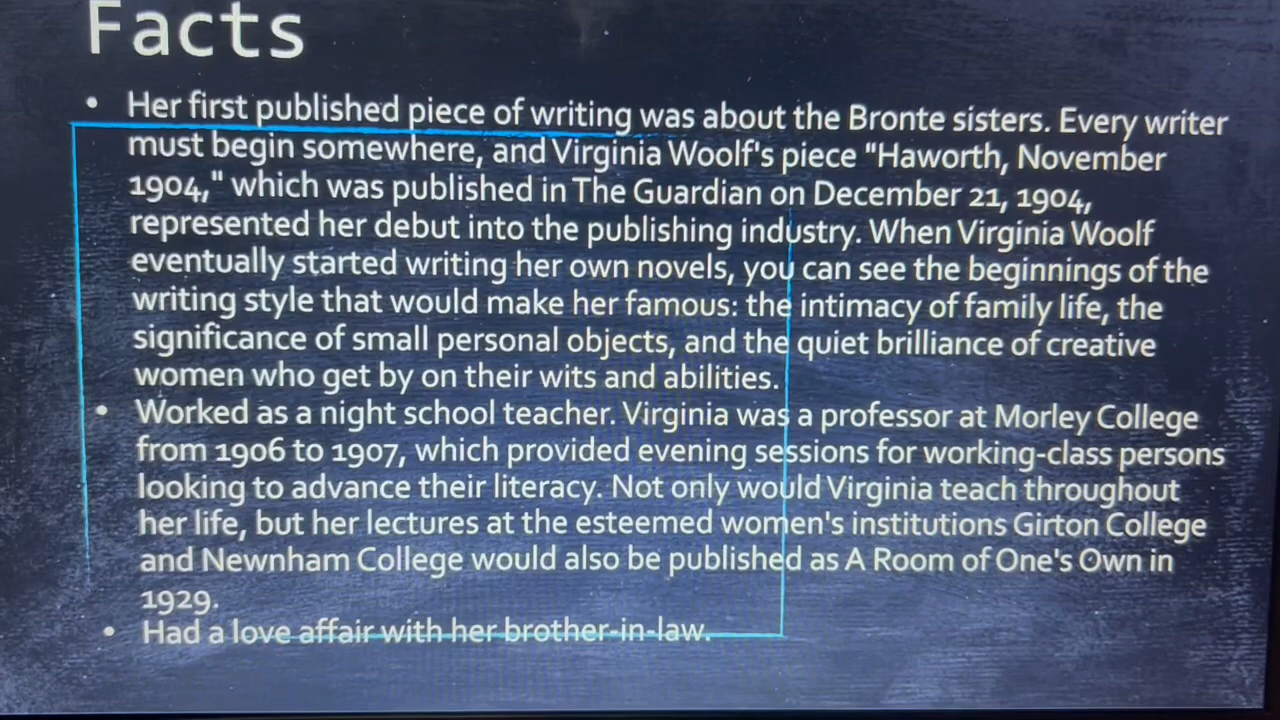 Facts
• Her first published piece of writing was about the Bronte sisters. Every writer
must begin somewhere, and Virginia Woolf's piece "Haworth, November
1904," which was published in The Guardian on December 21, 1904,
represented her debut into the publishing industry. When Virginia Woolf
eventually started writing her own novels, you can see the beginnings of the
writing style that would make her famous: the intimacy of family life, the
significance of small personal objects, and the quiet brilliance of creative
women who get by on their wits and abilities.
• Worked as a night school teacher. Virginia was a professor at Morley College
from 1906 to 1907, which provided evening sessions for working-class persons
looking to advance their literacy. Not only would Virginia teach throughout
her life, but her lectures at the esteemed women's institutions Girton College
and Newnham College would also be published as A Room of One's Own in
1929.
• Had a love affair with her brother-in-law.